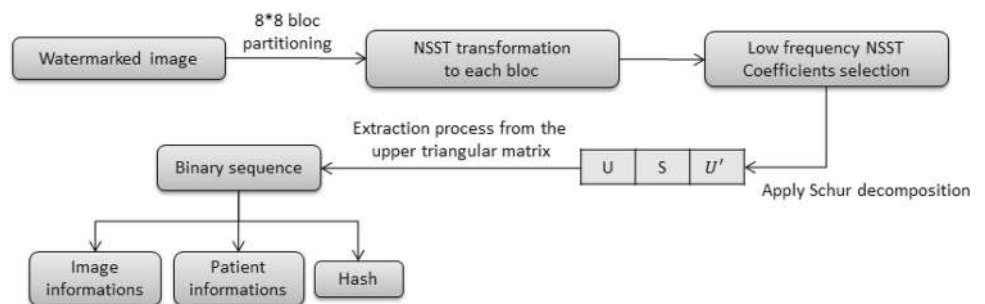 8*8 bloc
partitioning
Watermarked image
NSST transformation
to each bloc
Low frequency NSST
Coefficients selection
Extraction process from the
upper triangular matrix
Binary sequence
U S U'
Apply Schur decomposition
Image
informations
Patient
informations
Hash